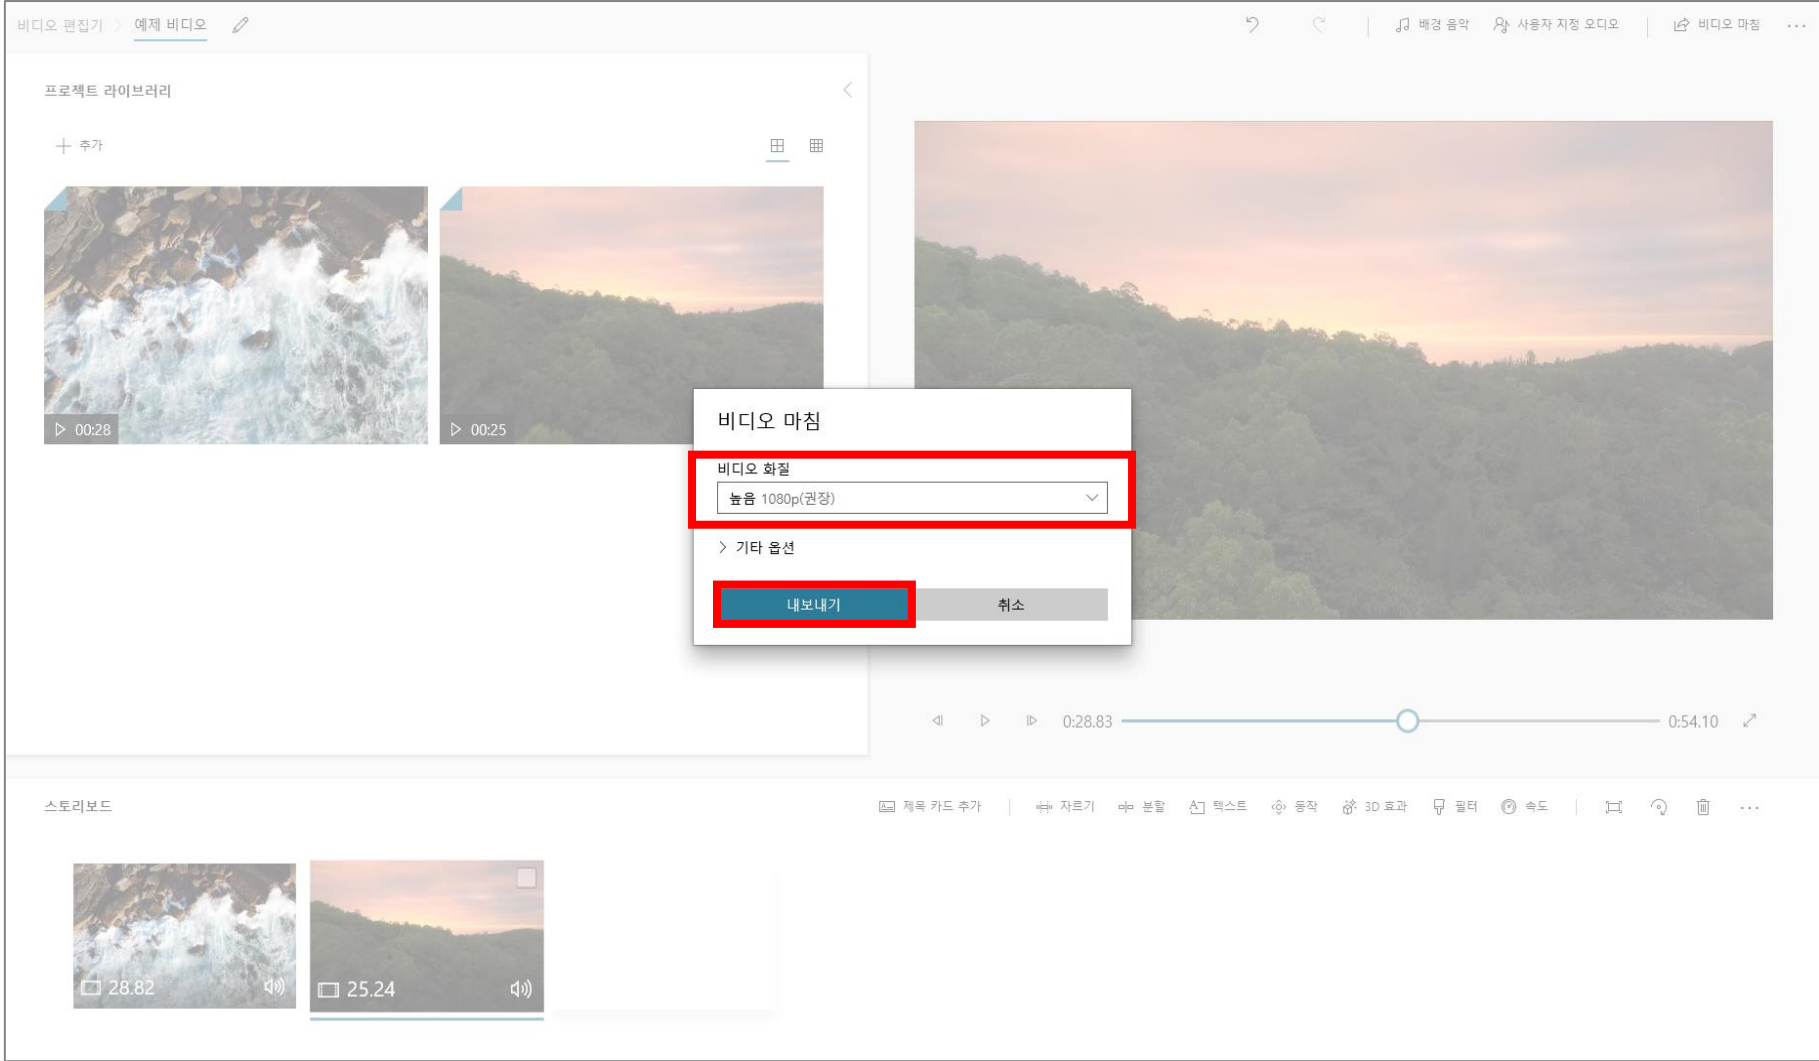 비디오 편집기 > 예제 비디오
배경 음악 사용자 지정 오디오 비디오 마침 ...
프로젝트 라이브러리
추가
00:28
00:25
비디오 마침
비디오 화질
높음 1080p(권장)
> 기타 옵션
내보내기 취소
0:28.83 0:54.10
스토리보드
제목 카드 추가 자르기 분할 텍스트 동작 3D 효과 필터 속도 ...
28.82
25.24